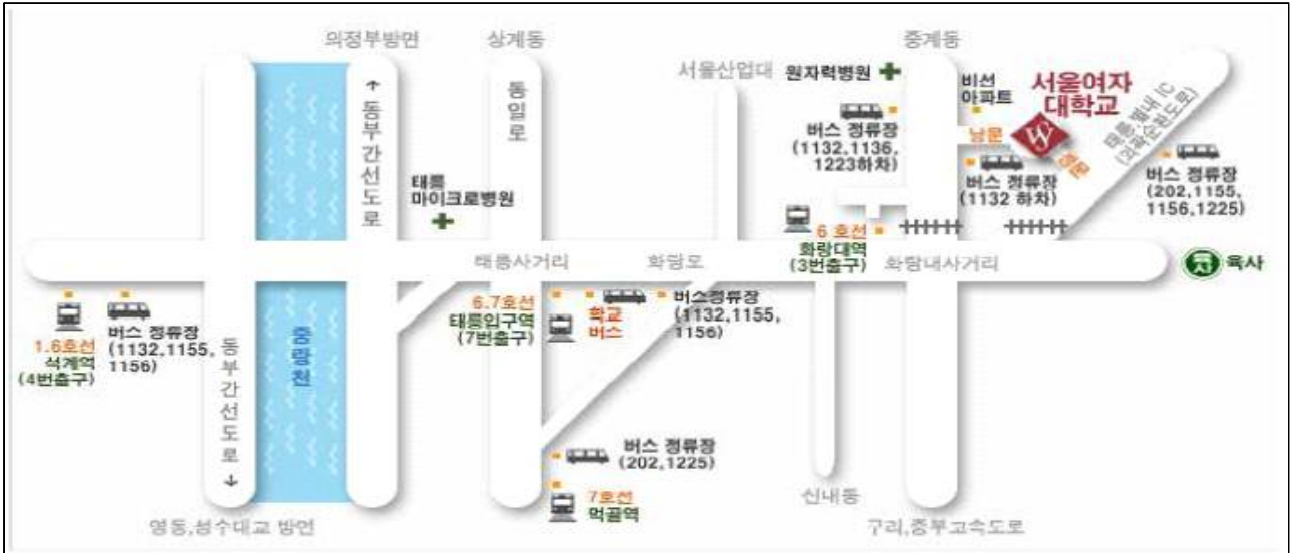 의정부방면
상계동
중계동
서울산업대
원자력병원
비선
아파트
서울여자
대학교
동부간선도로
동일로
버스 정류장
(1132,1136,
1223하차)
남문
정문
버스 정류장
(1132 하차)
버스 정류장
(202,1155,
1156,1225)
태릉
마이크로병원
6 호선
화랑대역
(3번출구)
태릉사거리
화랑로
화랑대사거리
육사
1.6호선
석계역
(4번출구)
버스 정류장
(1132,1155,
1156)
동부간선도로
중랑천
6.7호선
태릉입구역
(7번출구)
학교
버스
버스정류장
(1132,1155,
1156)
버스 정류장
(202,1225)
7호선
먹골역
신내동
영동,성수대교 방면
구리,중부고속도로